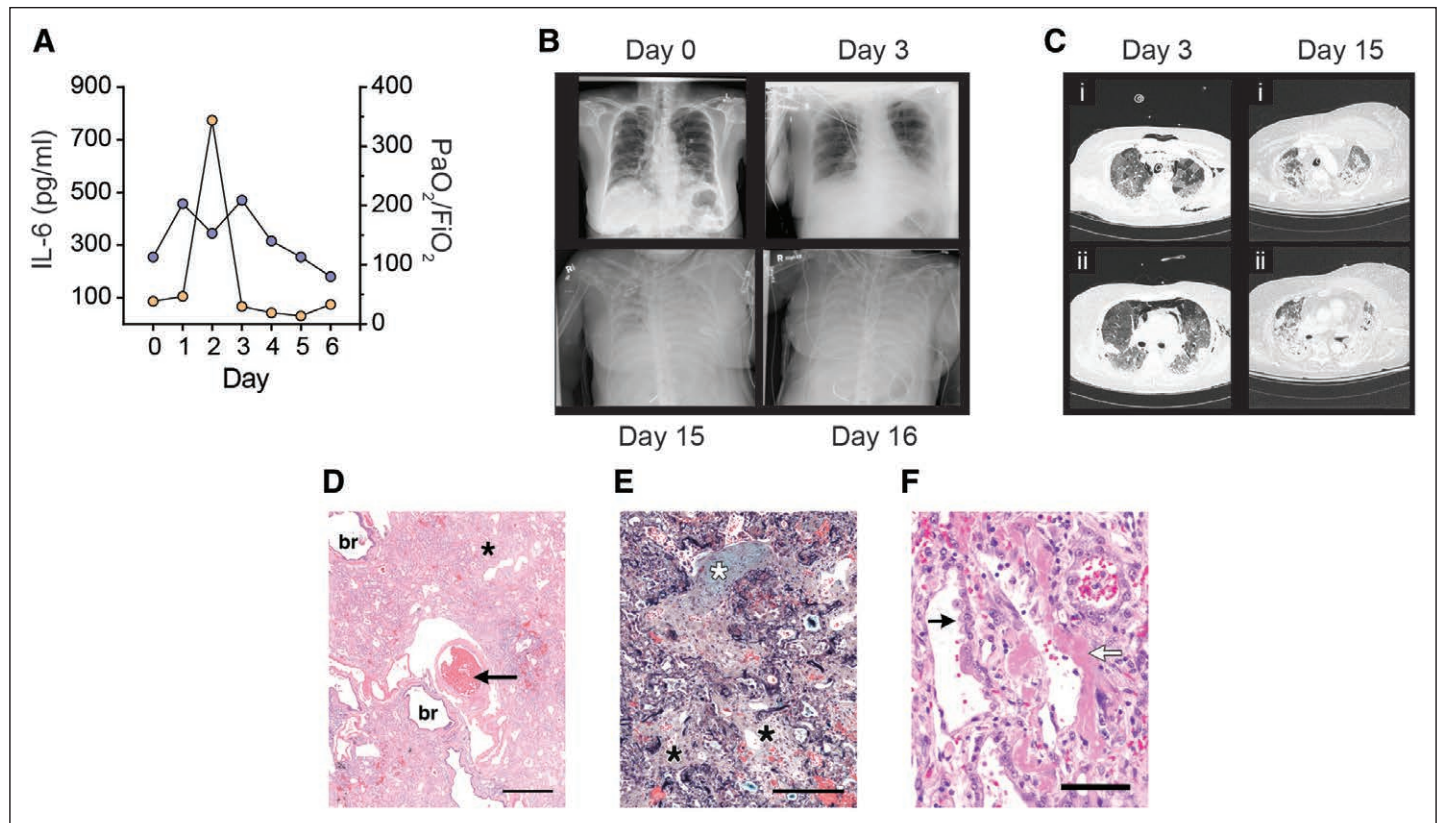 A
900
700
500
300
100
IL-6 (pg/ml)
400
300
200
100
0
PaO2/FiO2
0 1 2 3 4 5 6
Day
B
Day 0 Day 3
Day 15 Day 16
C
Day 3 Day 15
i i
ii ii
D
br
*
br
E
*
* *
F